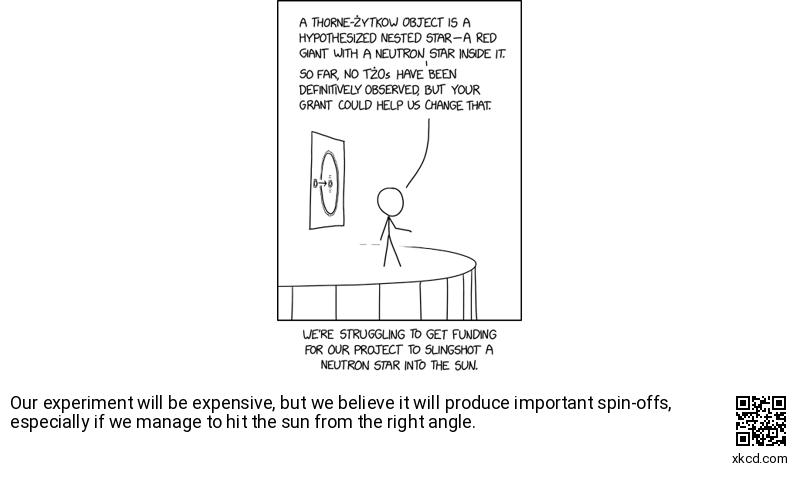 A THORNE-ŻYTKOW OBJECT IS A
HYPOTHESIZED NESTED STAR—A RED
GIANT WITH A NEUTRON STAR INSIDE IT.
SO FAR, NO TŻOs HAVE BEEN
DEFINITIVELY OBSERVED, BUT YOUR
GRANT COULD HELP US CHANGE THAT.
WE'RE STRUGGLING TO GET FUNDING
FOR OUR PROJECT TO SLINGSHOT A
NEUTRON STAR INTO THE SUN.
Our experiment will be expensive, but we believe it will produce important spin-offs,
especially if we manage to hit the sun from the right angle.
xkcd.com